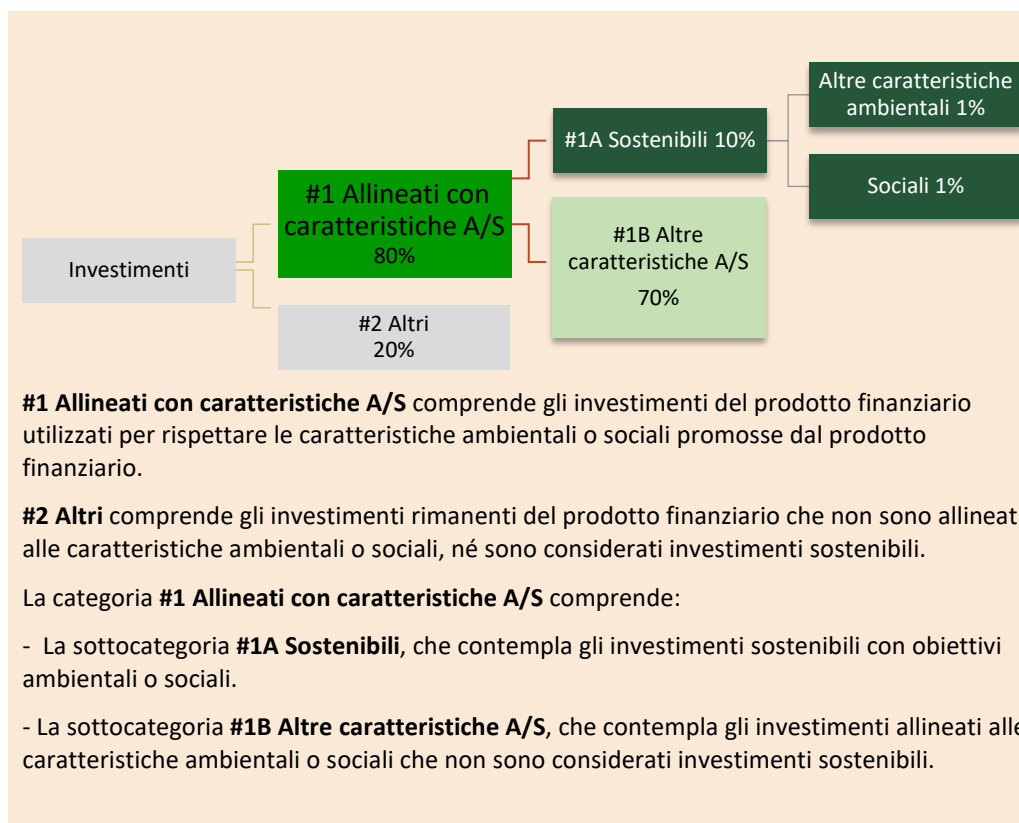 Altre caratteristiche
ambientali 1%
#1A Sostenibili 10%
Sociali 1%
#1 Allineati con
caratteristiche A/S
80%
#1B Altre
caratteristiche A/S
70%
Investimenti
#2 Altri
20%
#1 Allineati con caratteristiche A/S comprende gli investimenti del prodotto finanziario
utilizzati per rispettare le caratteristiche ambientali o sociali promosse dal prodotto
finanziario.
#2 Altri comprende gli investimenti rimanenti del prodotto finanziario che non sono allineat
alle caratteristiche ambientali o sociali, né sono considerati investimenti sostenibili.
La categoria #1 Allineati con caratteristiche A/S comprende:
- La sottocategoria #1A Sostenibili, che contempla gli investimenti sostenibili con obiettivi
ambientali o sociali.
- La sottocategoria #1B Altre caratteristiche A/S, che contempla gli investimenti allineati alle
caratteristiche ambientali o sociali che non sono considerati investimenti sostenibili.